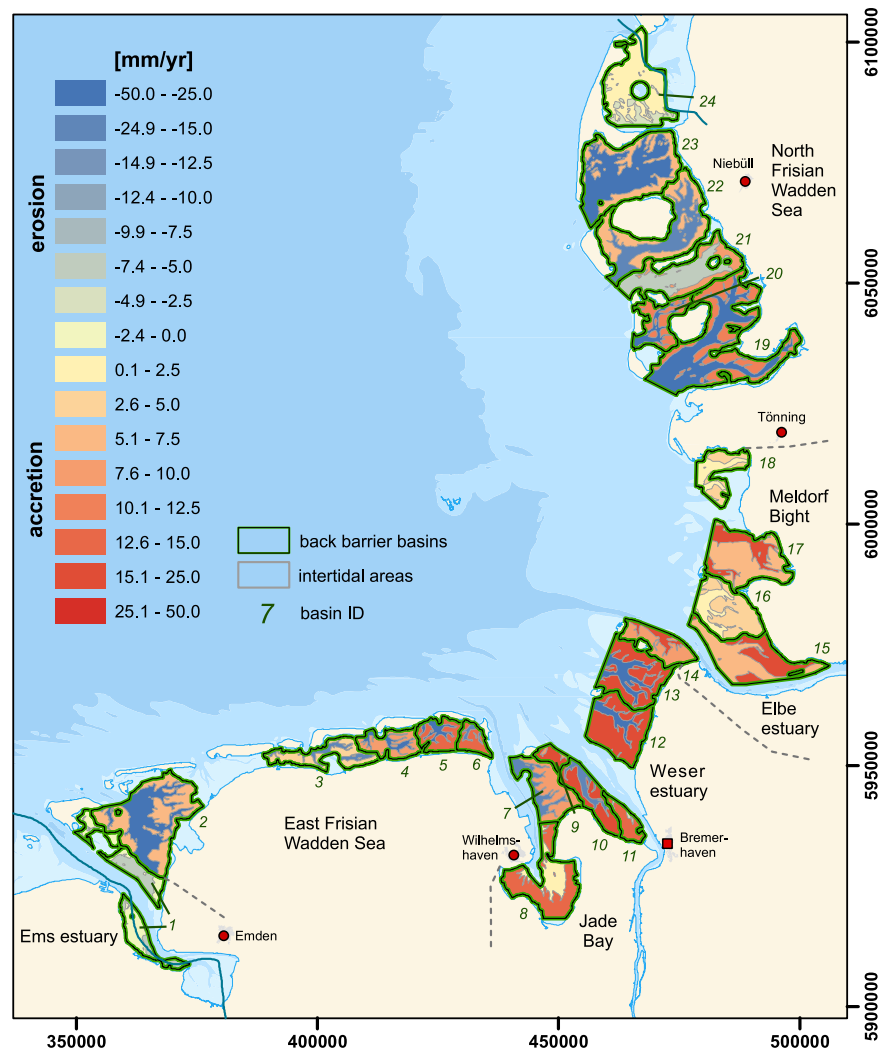 [mm/yr]
erosion
accretion
-50.0 - -25.0
-24.9 - -15.0
-14.9 - -12.5
-12.4 - -10.0
-9.9 - -7.5
-7.4 - -5.0
-4.9 - -2.5
-2.4 - 0.0
0.1 - 2.5
2.6 - 5.0
5.1 - 7.5
7.6 - 10.0
10.1 - 12.5
12.6 - 15.0
15.1 - 25.0
25.1 - 50.0
back barrier basins
intertidal areas
7 basin ID
24
23
Niebüll
North
Frisian
Wadden
Sea
22
21
20
19
Tönning
18
Meldorf
Bight
17
16
15
Elbe
estuary
14
13
12
Weser
estuary
3
4
5
6
2
East Frisian
Wadden Sea
7
9
10
11
Wilhelms-
haven
Bremer-
haven
8
Jade
Bay
1
Ems estuary
Emden
6100000
6050000
6000000
5950000
5900000
350000
400000
450000
500000